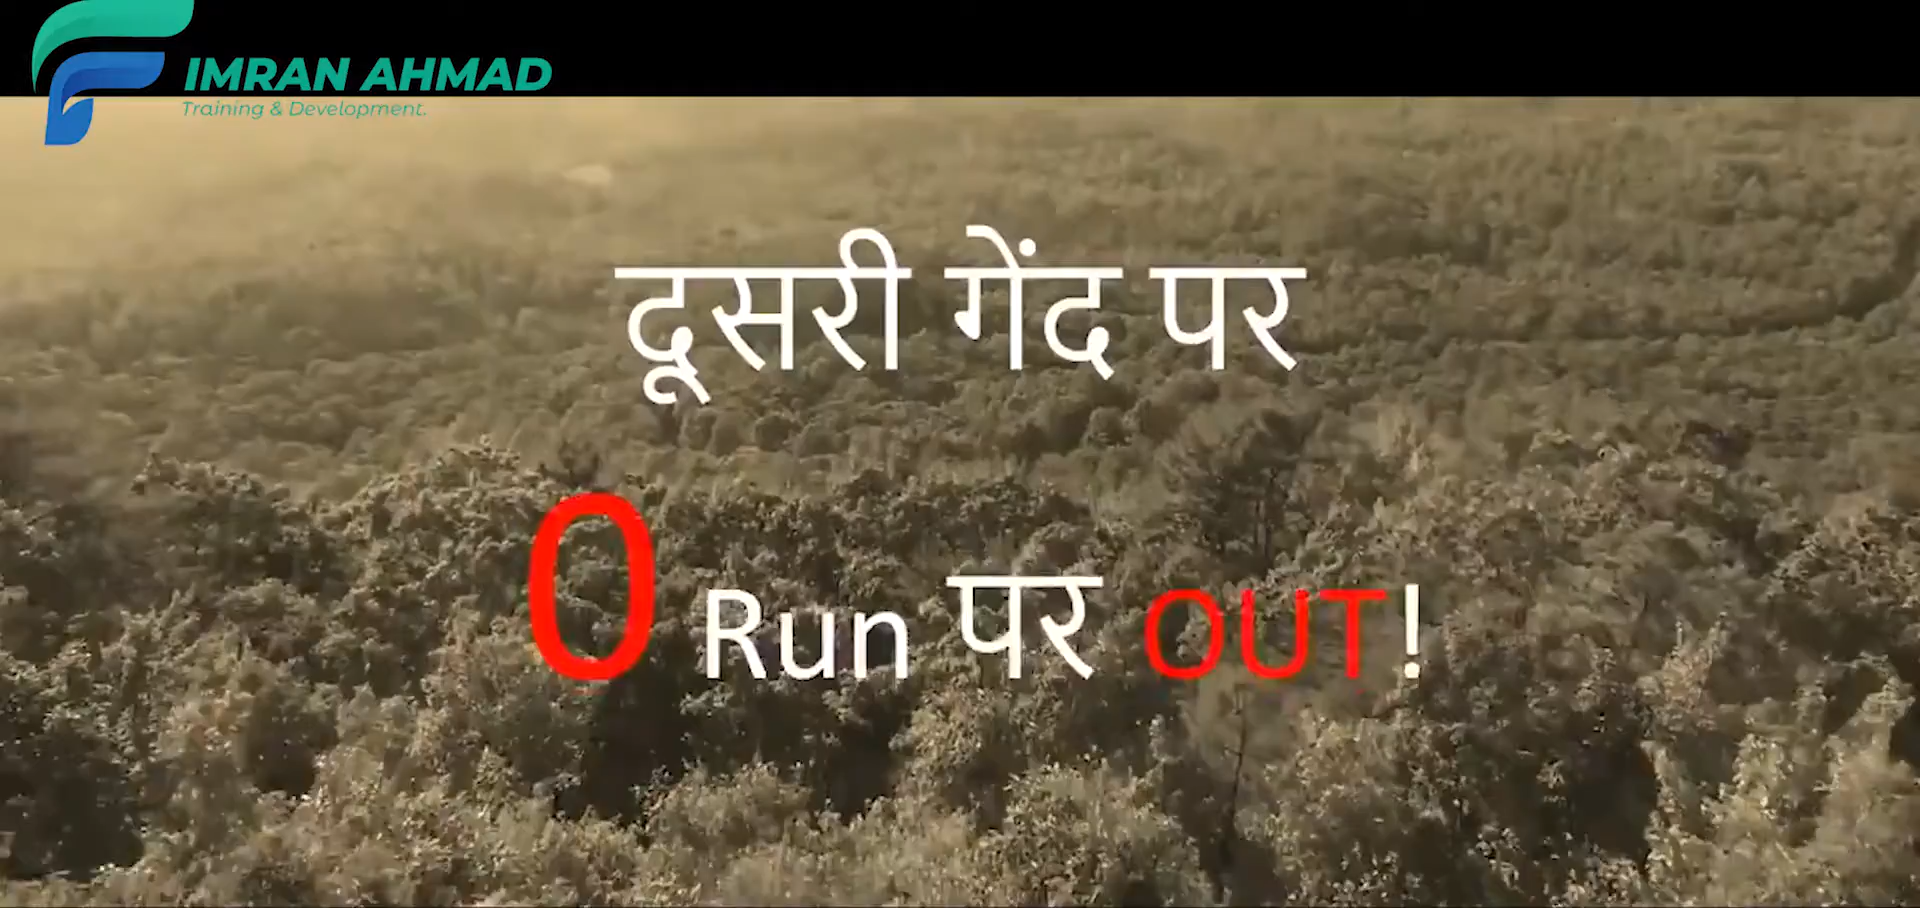 IMRAN AHMAD
Training & Development.
दूसरी गेंद पर
0 Run पर OUT!